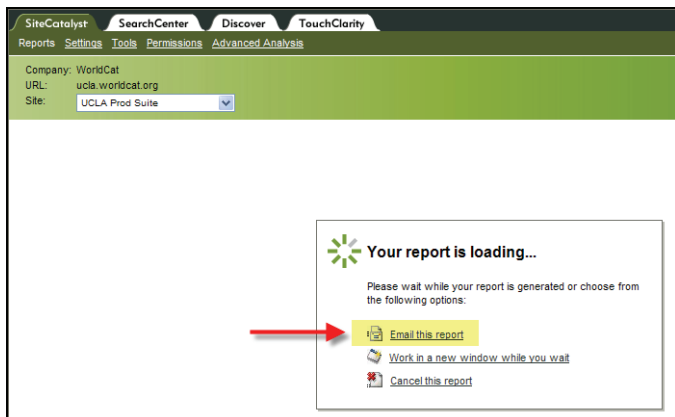 SiteCatalyst SearchCenter Discover TouchClarity
Reports Settings Tools Permissions Advanced Analysis
Company: WorldCat
URL: ucla.worldcat.org
Site: UCLA Prod Suite
Your report is loading...
Please wait while your report is generated or choose from
the following options:
Email this report
Work in a new window while you wait
Cancel this report